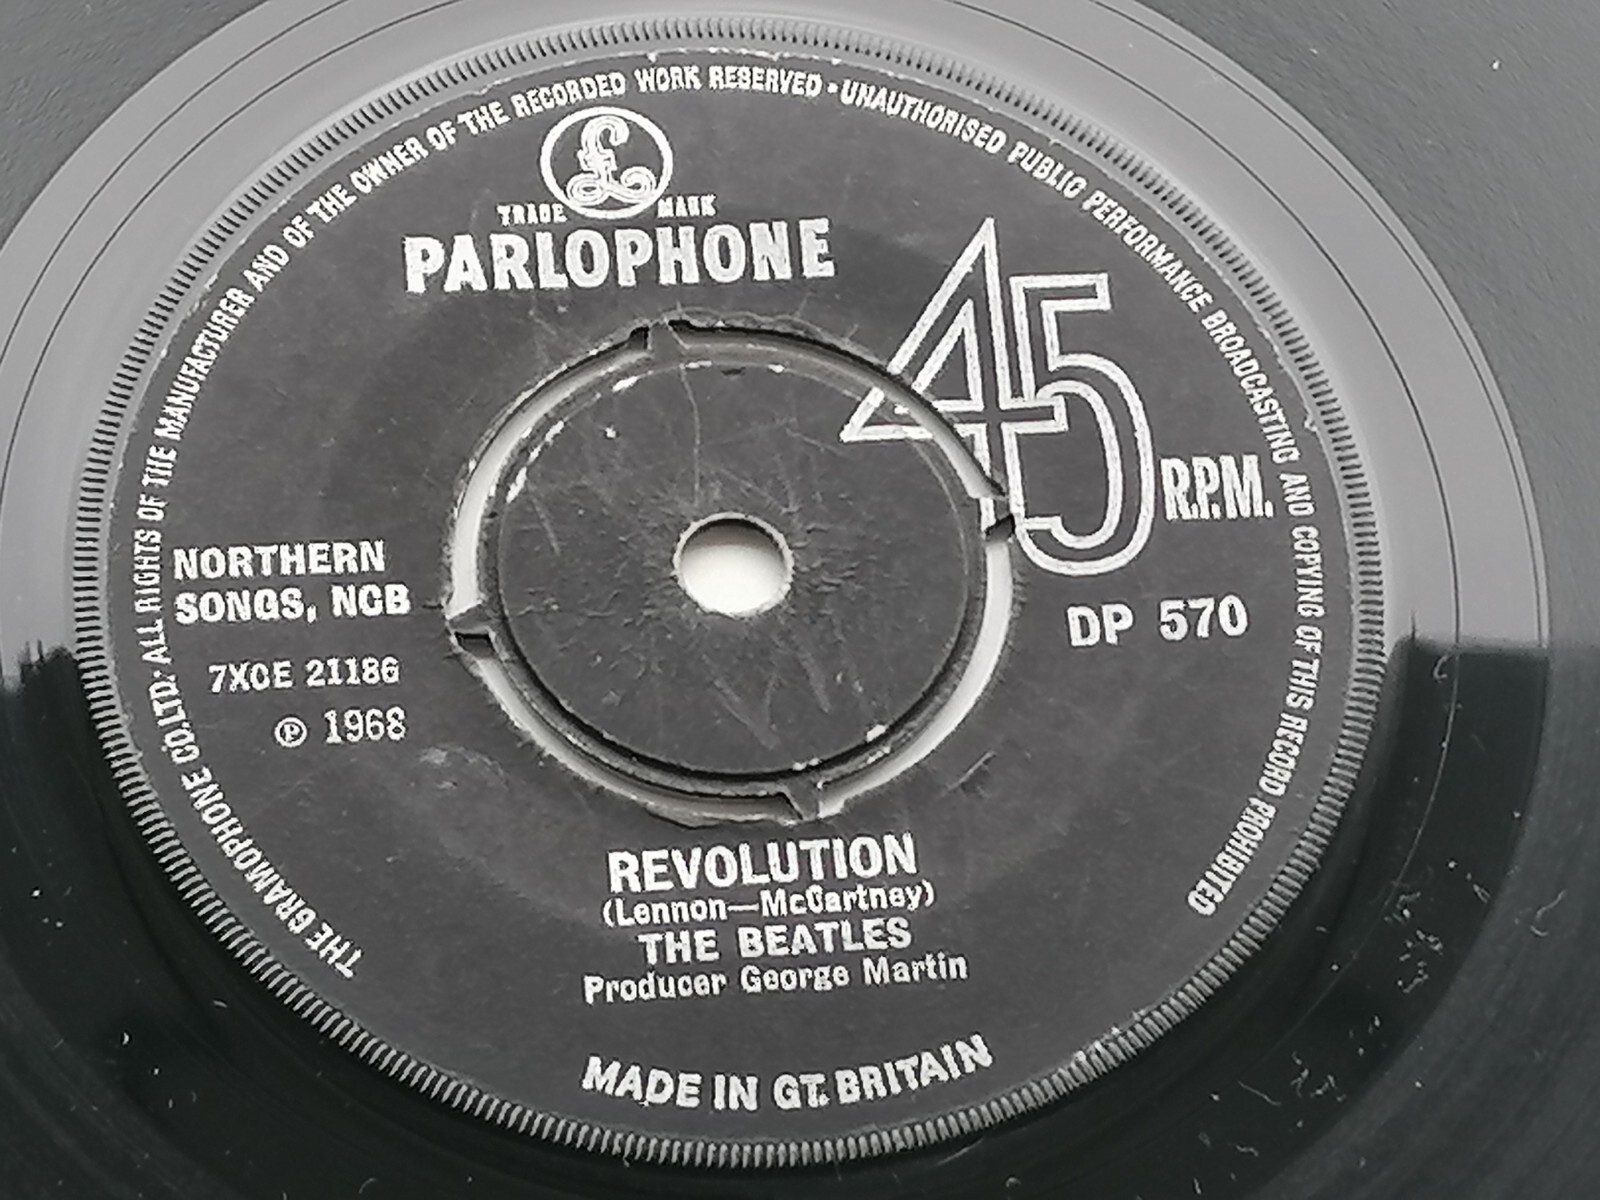 THE GRAMOPHONE CO. LTD. ALL RIGHTS OF THE MANUFACTURER AND OF THE OWNER OF THE RECORDED WORK RESERVED • UNAUTHORISED PUBLIC PERFORMANCE BROADCASTING AND COPYING OF THIS RECORD PROHIBITED
£
TRADE MARK
PARLOPHONE
45 R.P.M.
NORTHERN
SONGS, NCB
DP 570
7XCE 21186
℗ 1968
REVOLUTION
(Lennon—McCartney)
THE BEATLES
Producer George Martin
MADE IN GT. BRITAIN